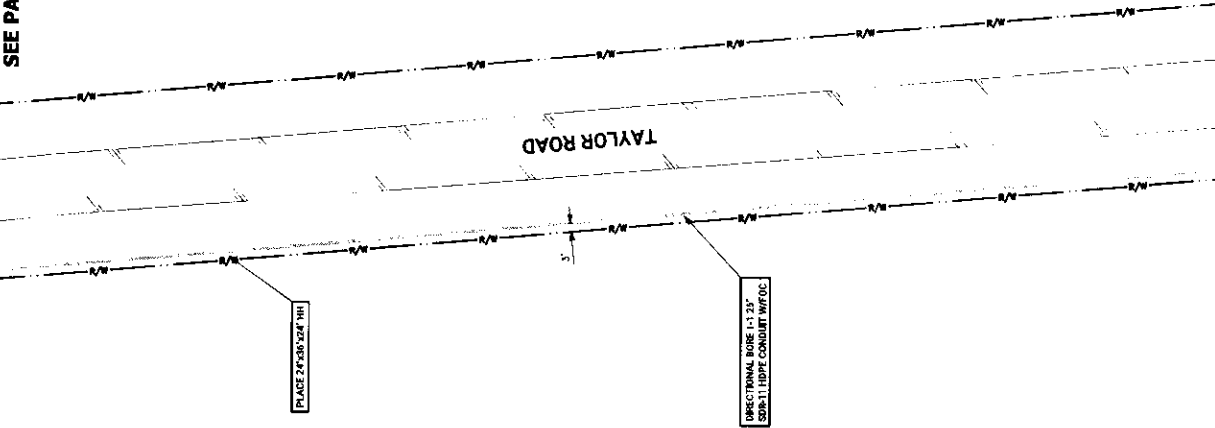 SEE PA
R/W
R/W
R/W
R/W
R/W
R/W
R/W
R/W
R/W
TAYLOR ROAD
R/W
R/W
R/W
R/W
R/W
R/W
R/W
R/W
R/W
PLACE 24"x36"x24" HH
DIRECTIONAL BORE 1-1.25"
SDR-11 HDPE CONDUIT W/FOC